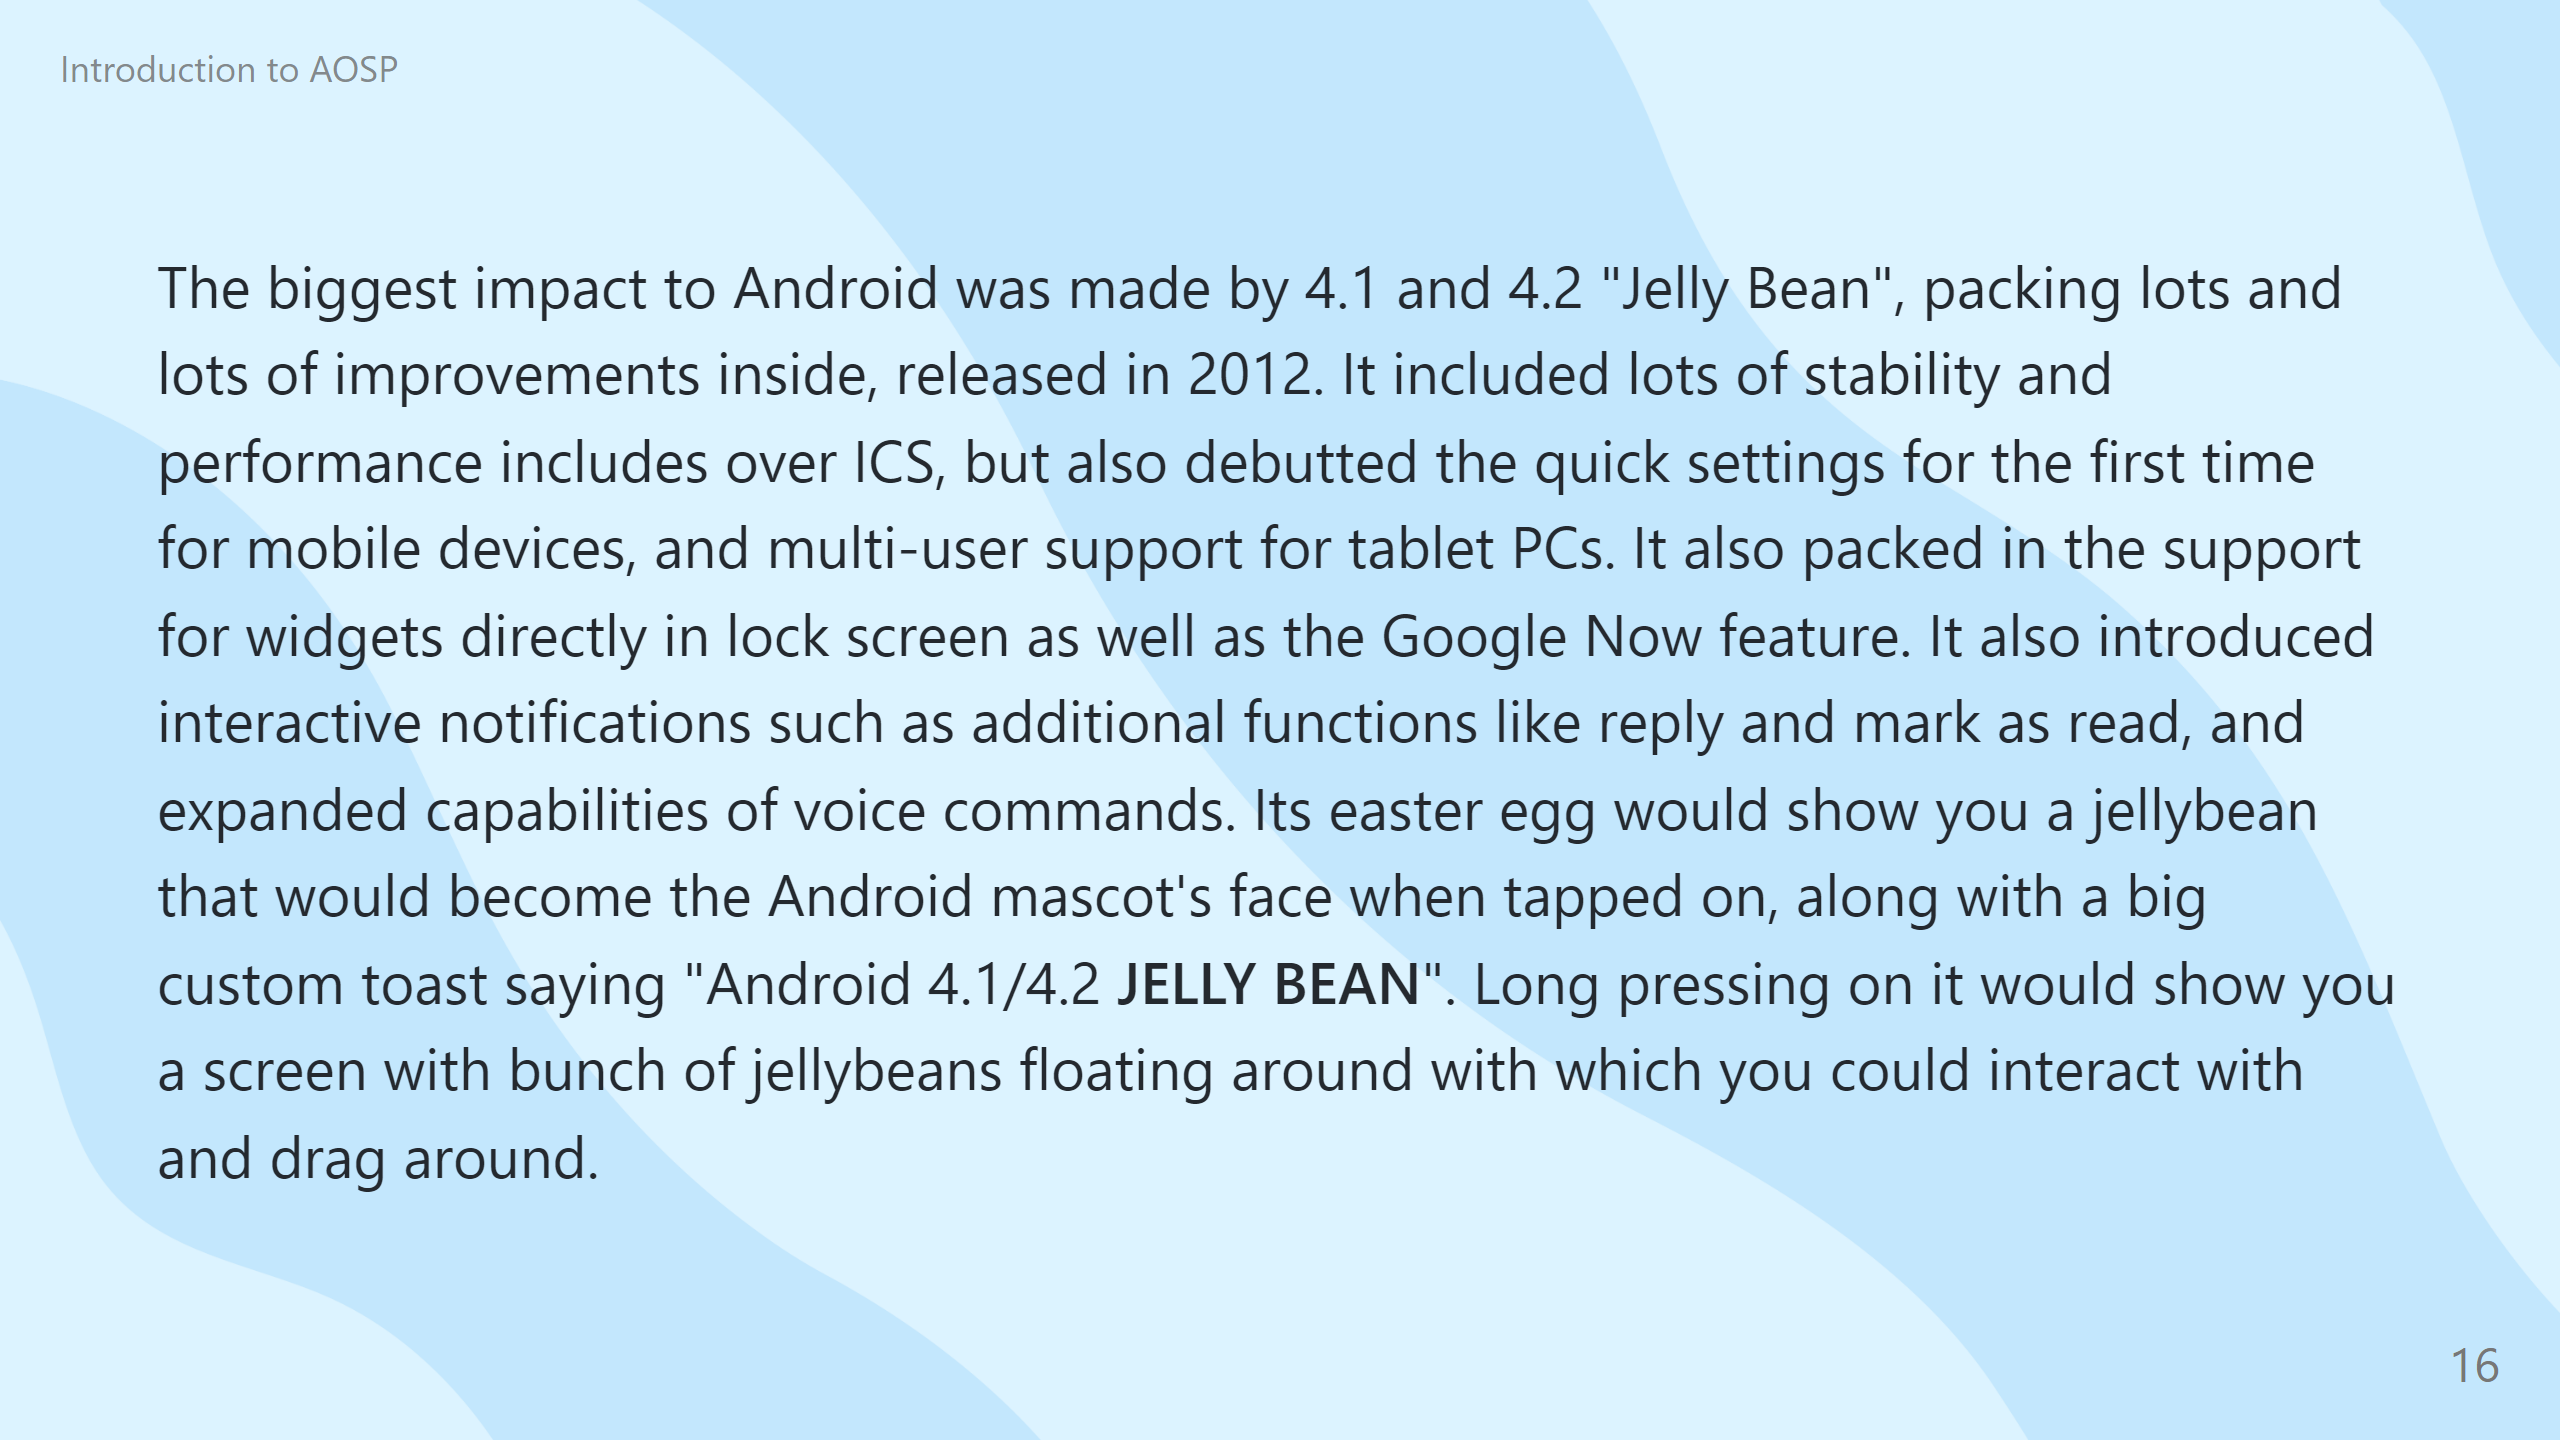 Introduction to AOSP
The biggest impact to Android was made by 4.1 and 4.2 "Jelly Bean", packing lots and
lots of improvements inside, released in 2012. It included lots of stability and
performance includes over ICS, but also debutted the quick settings for the first time
for mobile devices, and multi-user support for tablet PCs. It also packed in the support
for widgets directly in lock screen as well as the Google Now feature. It also introduced
interactive notifications such as additional functions like reply and mark as read, and
expanded capabilities of voice commands. Its easter egg would show you a jellybean
that would become the Android mascot's face when tapped on, along with a big
custom toast saying "Android 4.1/4.2 JELLY BEAN". Long pressing on it would show you
a screen with bunch of jellybeans floating around with which you could interact with
and drag around.
16